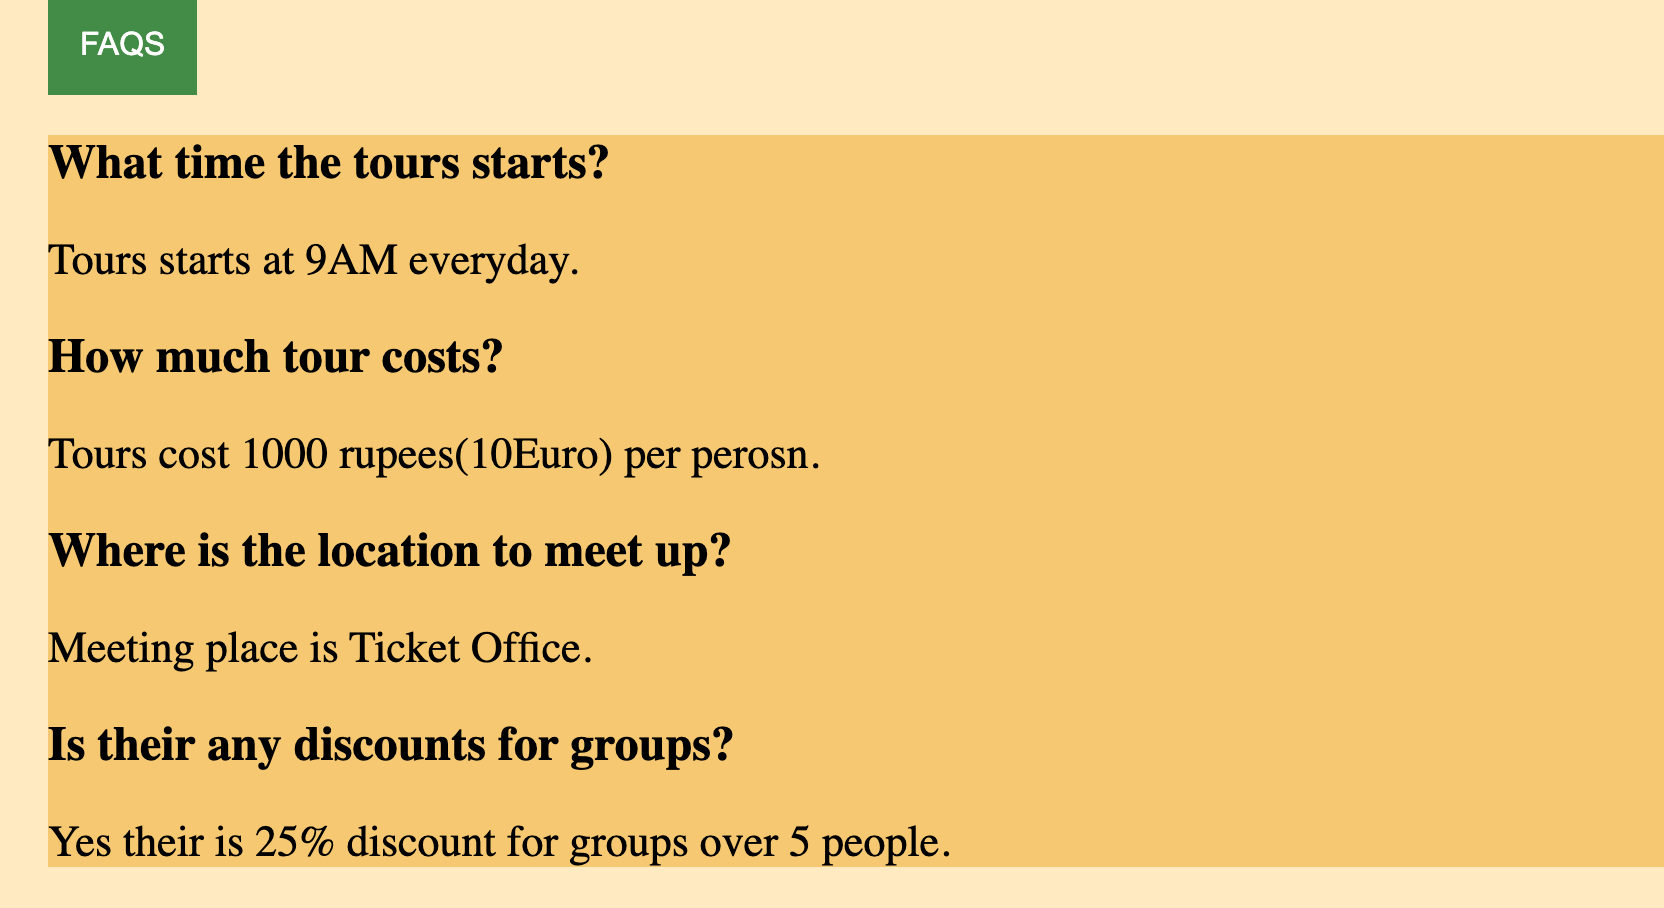 FAQS
What time the tours starts?
Tours starts at 9AM everyday.
How much tour costs?
Tours cost 1000 rupees(10Euro) per perosn.
Where is the location to meet up?
Meeting place is Ticket Office.
Is their any discounts for groups?
Yes their is 25% discount for groups over 5 people.